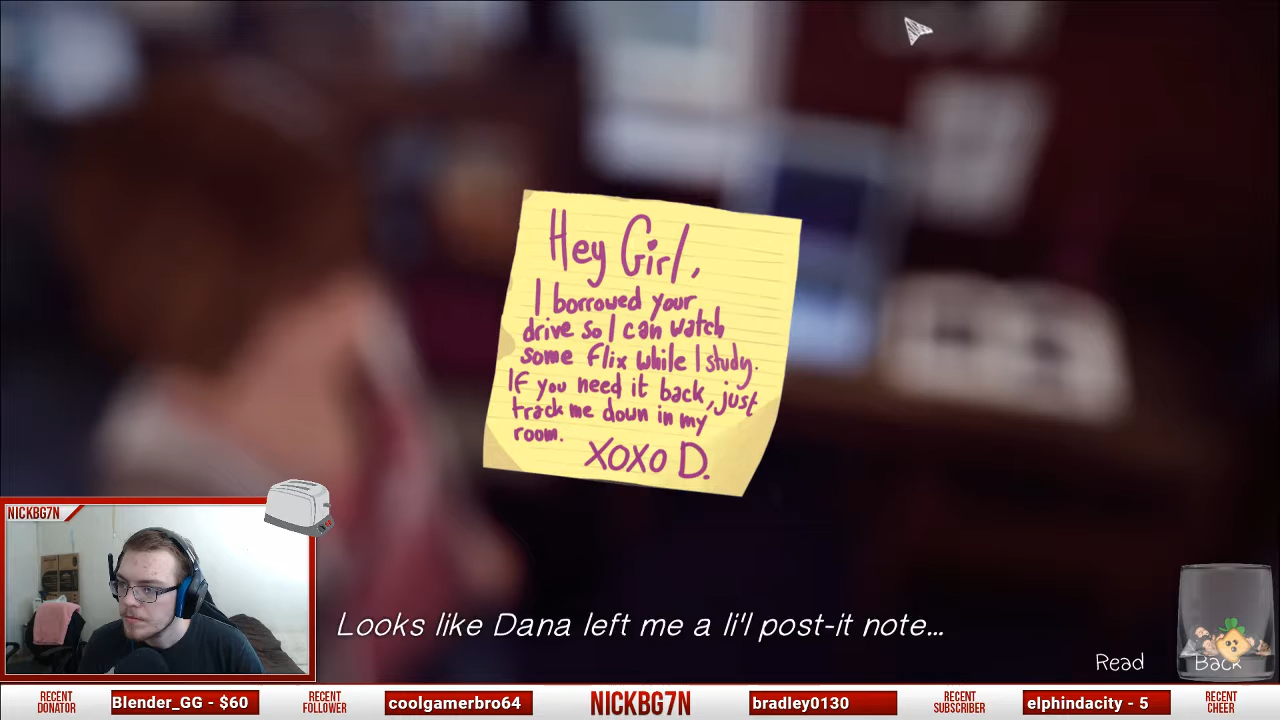 Hey Girl,
I borrowed your
drive so I can watch
some Flix while I study.
If you need it back, just
track me down in my
room.
XOXO D.
NICKBG7N
Looks like Dana left me a li'l post-it note...
Read
Back
RECENT
DONATOR
Blender_GG - $60
RECENT
FOLLOWER
coolgamerbro64
NICKBG7N
bradley0130
RECENT
SUBSCRIBER
elphindacity - 5
RECENT
CHEER